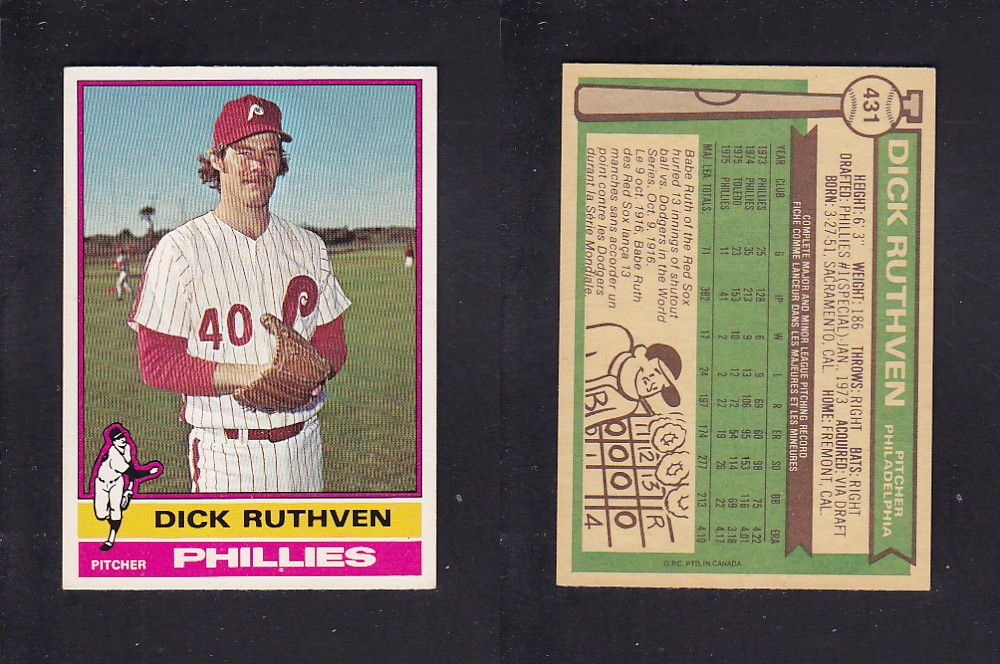 P
P
40
DICK RUTHVEN
PITCHER
PHILLIES
431
DICK RUTHVEN
PITCHER
PHILADELPHIA
HEIGHT: 6' 3" WEIGHT: 186 THROWS: RIGHT BATS: RIGHT
DRAFTED: PHILLIES #1(SPECIAL)-JAN., 1973 ACQUIRED: VIA DRAFT
BORN: 3-27-51, SACRAMENTO, CAL. HOME: FREMONT, CAL.
COMPLETE MAJOR AND MINOR LEAGUE PITCHING RECORD
FICHE COMME LANCEUR DANS LES MAJEURES ET LES MINEURES
YEAR CLUB G IP W L R ER SO BB ERA
1973 PHILLIES 25 128 6 9 69 60 98 75 4.22
1974 PHILLIES 35 213 9 13 106 95 153 116 4.01
1975 TOLEDO 23 153 10 12 72 54 114 69 3.18
1975 PHILLIES 11 41 2 2 22 19 26 22 4.17
MAJ. LEA. TOTALS 71 382 17 24 197 174 277 213 4.10
Babe Ruth of the Red Sox
hurled 13 innings of shutout
ball vs. Dodgers in the World
Series, Oct. 9, 1916.
Le 9 oct. 1916, Babe Ruth
des Red Sox lança 13
manches sans accorder un
point contre les Dodgers
durant la Série Mondiale.
B
11 12 13 R
0 0 0
1 4
O.P.C. PTD. IN CANADA